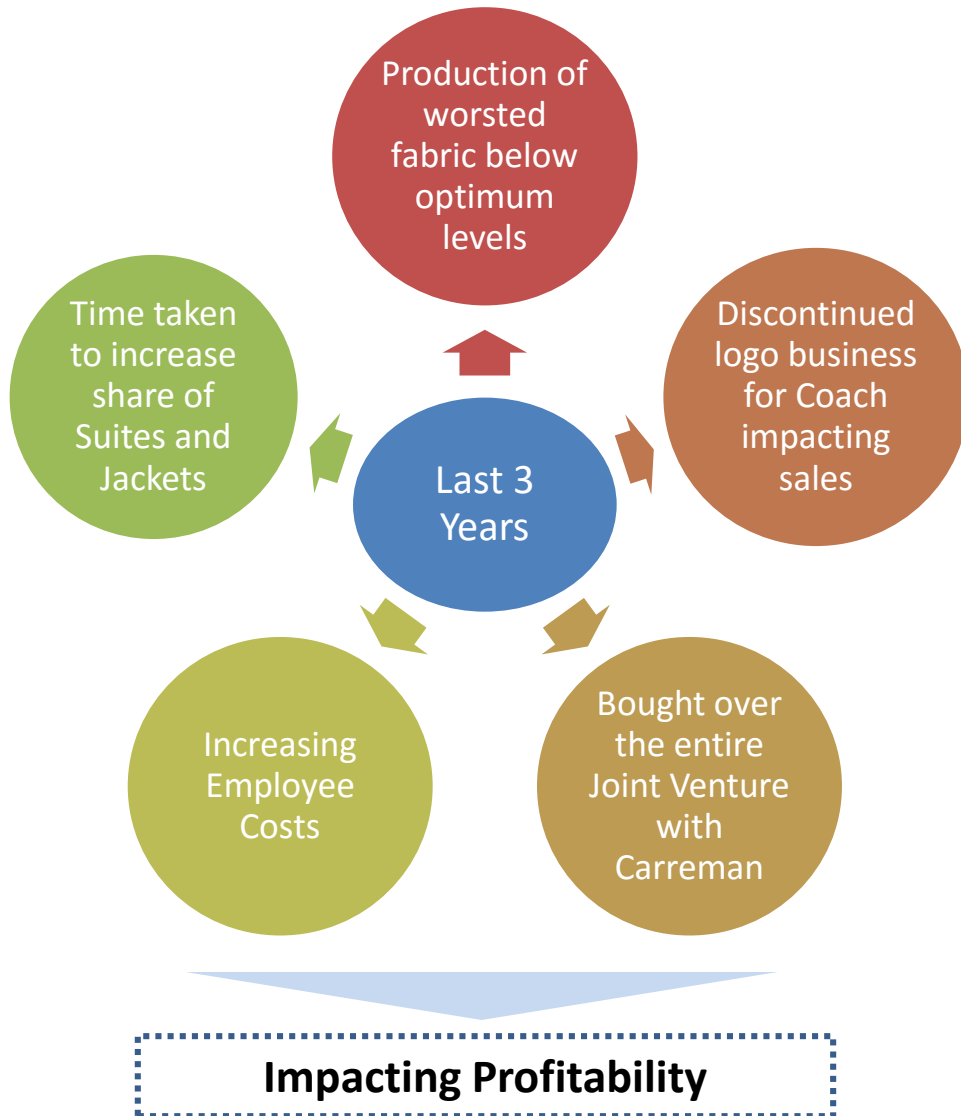 Production of
worsted
fabric below
optimum
levels
Time taken
to increase
share of
Suites and
Jackets
Discontinued
logo business
for Coach
impacting
sales
Last 3
Years
Increasing
Employee
Costs
Bought over
the entire
Joint Venture
with
Carreman
Impacting Profitability